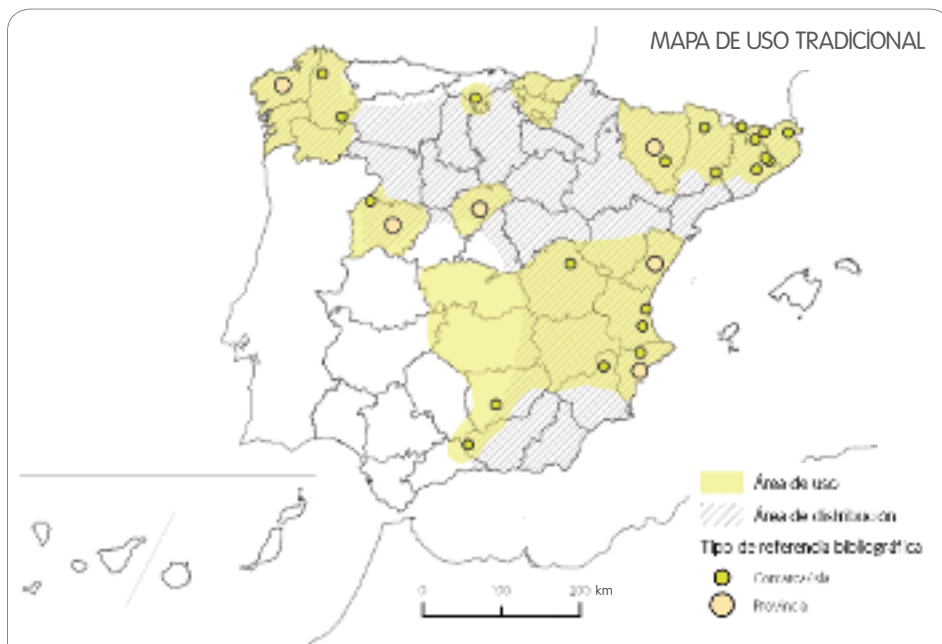 MAPA DE USO TRADICIONAL
Área de uso
Área de distribución
Tipo de referencia bibliográfica
Comarca/isla
Provincia
0 100 200 km